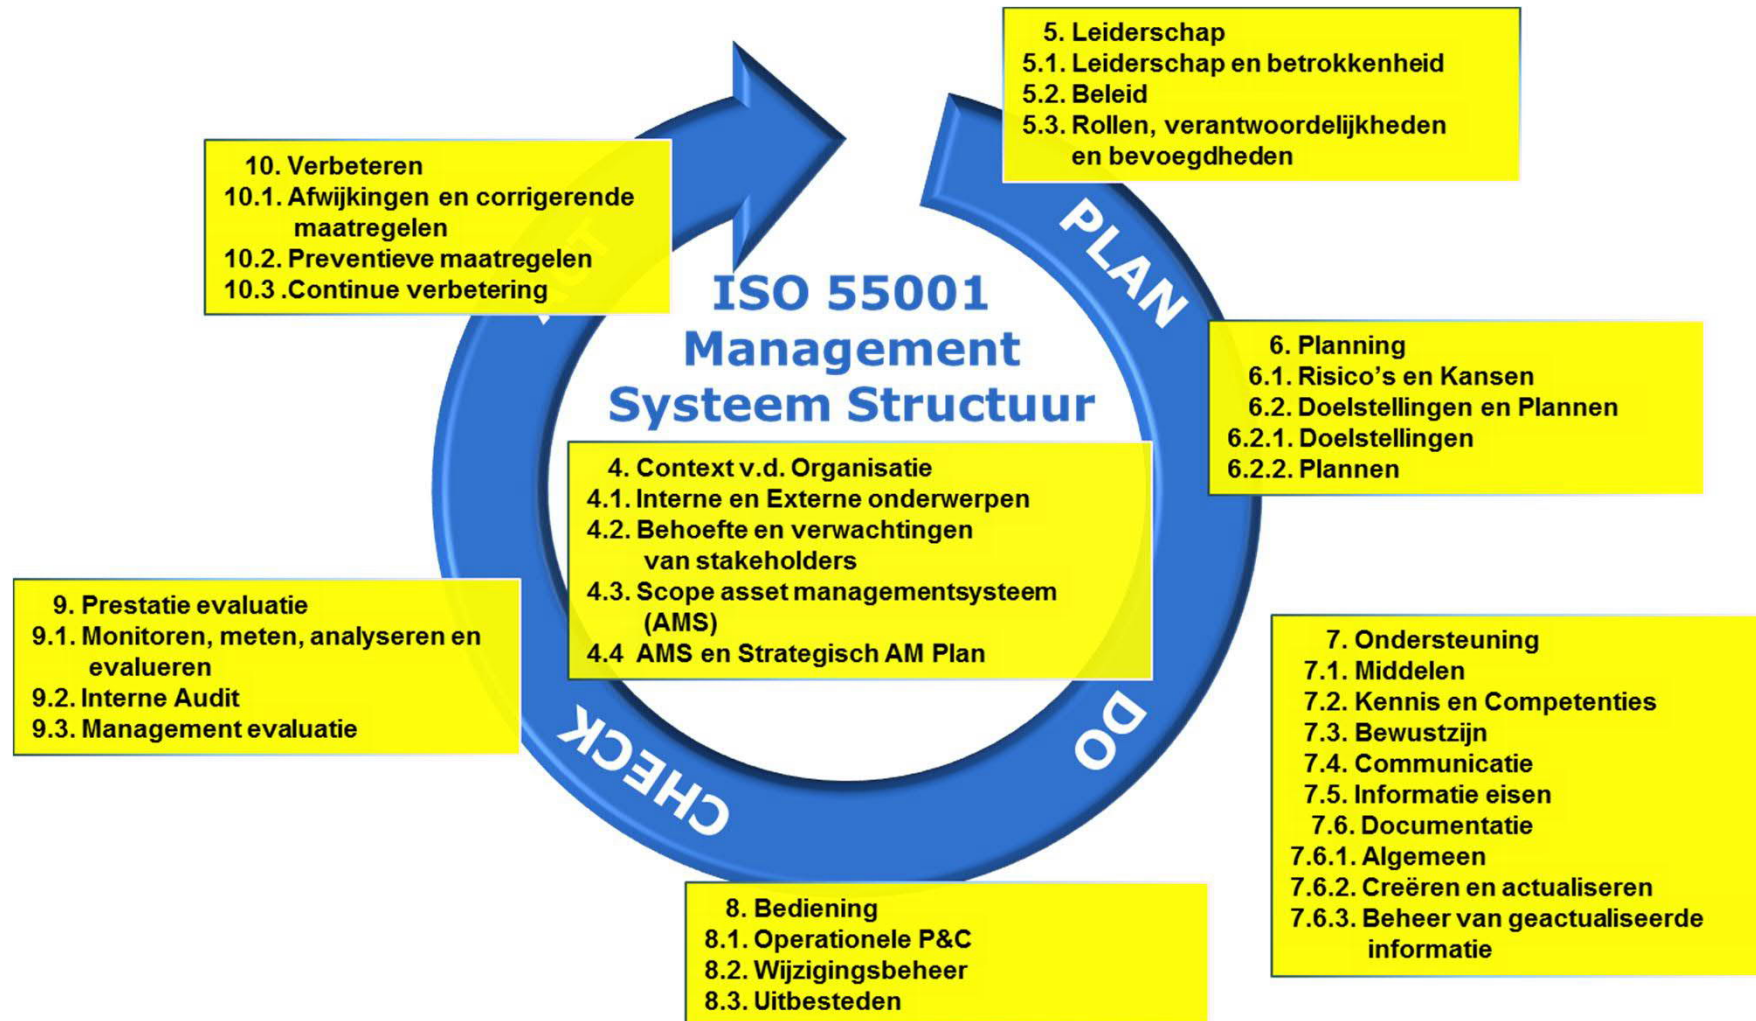 5. Leiderschap
5.1. Leiderschap en betrokkenheid
5.2. Beleid
5.3. Rollen, verantwoordelijkheden
en bevoegdheden
10. Verbeteren
10.1. Afwijkingen en corrigerende
maatregelen
10.2. Preventieve maatregelen
10.3 .Continue verbetering
PLAN
ISO 55001
Management
Systeem Structuur
6. Planning
6.1. Risico's en Kansen
6.2. Doelstellingen en Plannen
6.2.1. Doelstellingen
6.2.2. Plannen
4. Context v.d. Organisatie
4.1. Interne en Externe onderwerpen
4.2. Behoefte en verwachtingen
van stakeholders
4.3. Scope asset managementsysteem
(AMS)
4.4 AMS en Strategisch AM Plan
9. Prestatie evaluatie
9.1. Monitoren, meten, analyseren en
evalueren
9.2. Interne Audit
9.3. Management evaluatie
7. Ondersteuning
7.1. Middelen
7.2. Kennis en Competenties
7.3. Bewustzijn
7.4. Communicatie
7.5. Informatie eisen
7.6. Documentatie
7.6.1. Algemeen
7.6.2. Creëren en actualiseren
7.6.3. Beheer van geactualiseerde
informatie
DO
CHECK
8. Bediening
8.1. Operationele P&C
8.2. Wijzigingsbeheer
8.3. Uitbesteden